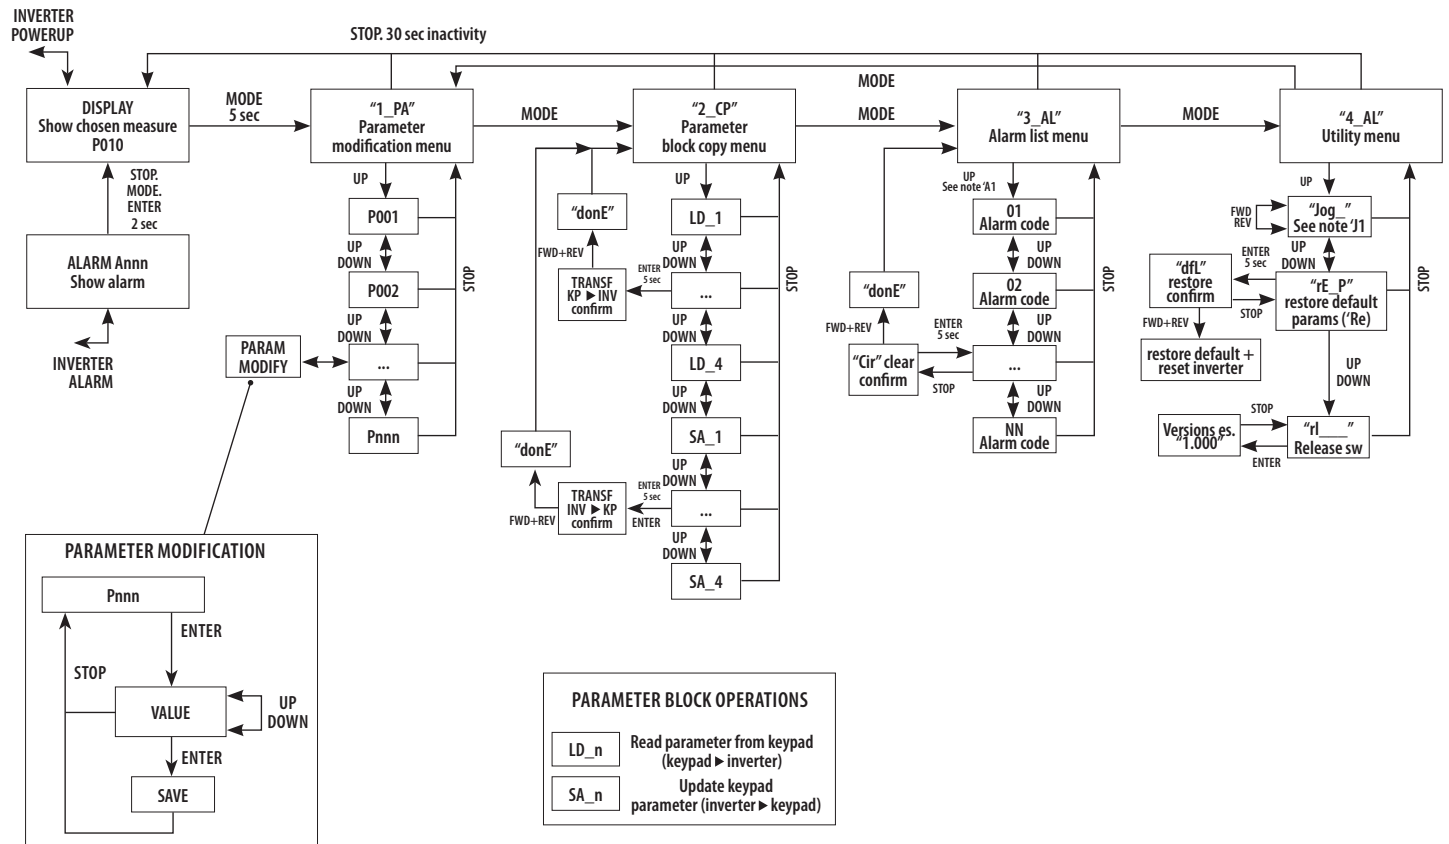 INVERTER
POWERUP
STOP. 30 sec inactivity
MODE
DISPLAY
Show chosen measure
P010
MODE
5 sec
“1_PA”
Parameter
modification menu
MODE
“2_CP”
Parameter
block copy menu
MODE
“3_AL”
Alarm list menu
MODE
“4_AL”
Utility menu
STOP.
MODE.
ENTER
2 sec
ALARM Annn
Show alarm
INVERTER
ALARM
UP
P001
UP
DOWN
P002
UP
DOWN
...
UP
DOWN
Pnnn
STOP
PARAM
MODIFY
UP
LD_1
UP
DOWN
...
UP
DOWN
LD_4
UP
DOWN
SA_1
UP
DOWN
...
UP
DOWN
SA_4
STOP
“donE”
FWD+REV
TRANSF
KP ▶ INV
confirm
ENTER
5 sec
“donE”
FWD+REV
TRANSF
INV ▶ KP
confirm
ENTER
5 sec
ENTER
UP
See note ‘A1
01
Alarm code
UP
DOWN
02
Alarm code
UP
DOWN
...
UP
DOWN
NN
Alarm code
STOP
“donE”
FWD+REV
“Cir” clear
confirm
ENTER
5 sec
STOP
UP
FWD
REV
“Jog_”
See note ‘J1
UP
DOWN
ENTER
5 sec
“dfL”
restore
confirm
STOP
“rE_P”
restore default
params (‘Re)
FWD+REV
restore default +
reset inverter
UP
DOWN
STOP
Versions es.
“1.000”
ENTER
“rl___”
Release sw
STOP
PARAMETER MODIFICATION
Pnnn
ENTER
STOP
VALUE
UP
DOWN
ENTER
SAVE
PARAMETER BLOCK OPERATIONS
LD_n
Read parameter from keypad
(keypad ▶ inverter)
SA_n
Update keypad
parameter (inverter ▶ keypad)